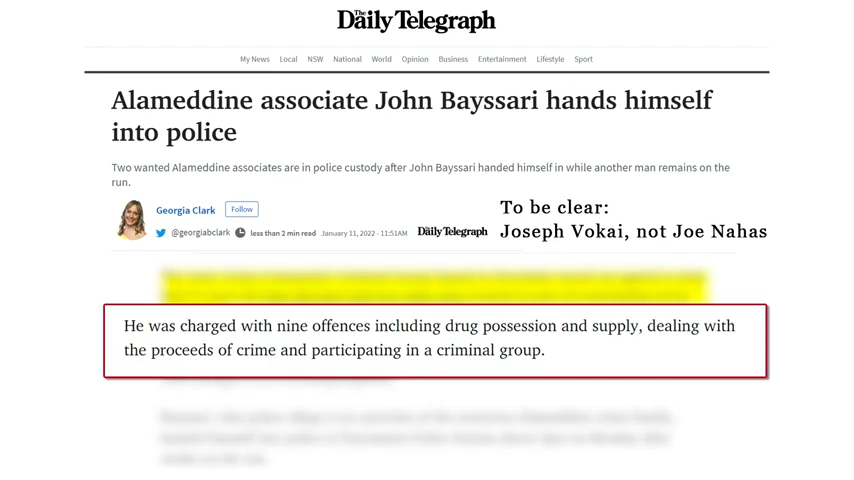 The Daily Telegraph
My News Local NSW National World Opinion Business Entertainment Lifestyle Sport
Alameddine associate John Bayssari hands himself
into police
Two wanted Alameddine associates are in police custody after John Bayssari handed himself in while another man remains on the
run.
Georgia Clark Follow
@georgiabclark less than 2 min read January 11, 2022 - 11:51AM The Daily Telegraph
To be clear:
Joseph Vokai, not Joe Nahas
He was charged with nine offences including drug possession and supply, dealing with
the proceeds of crime and participating in a criminal group.